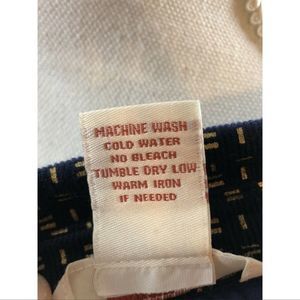 MACHINE WASH
COLD WATER
NO BLEACH
TUMBLE DRY LOW
WARM IRON
IF NEEDED